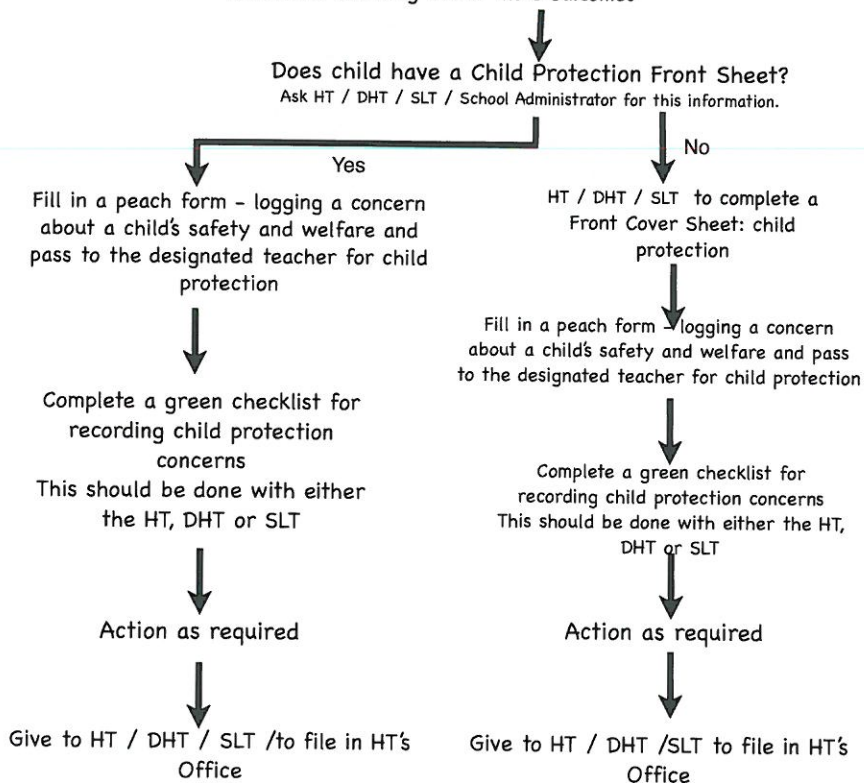 Does child have a Child Protection Front Sheet?
Ask HT / DHT / SLT / School Administrator for this information.
Yes
No
Fill in a peach form – logging a concern
about a child's safety and welfare and
pass to the designated teacher for child
protection
Complete a green checklist for
recording child protection
concerns
This should be done with either
the HT, DHT or SLT
Action as required
Give to HT / DHT / SLT /to file in HT's
Office
HT / DHT / SLT to complete a
Front Cover Sheet: child
protection
Fill in a peach form – logging a concern
about a child's safety and welfare and pass
to the designated teacher for child protection
Complete a green checklist for
recording child protection concerns
This should be done with either the HT,
DHT or SLT
Action as required
Give to HT / DHT /SLT to file in HT's
Office